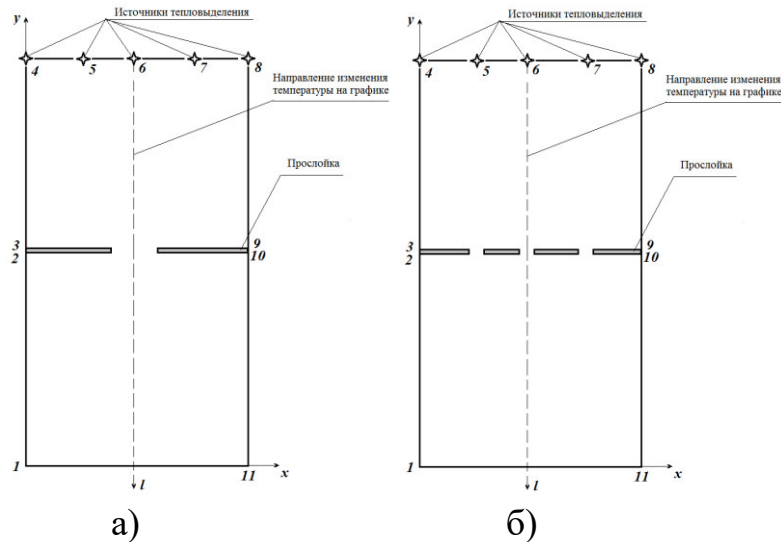 y
Источники тепловыделения
4
5
6
7
8
Направление изменения
температуры на графике
Прослойка
3
2
9
10
1
11
x
l
а)
y
Источники тепловыделения
4
5
6
7
8
Направление изменения
температуры на графике
Прослойка
3
2
9
10
1
11
x
l
б)